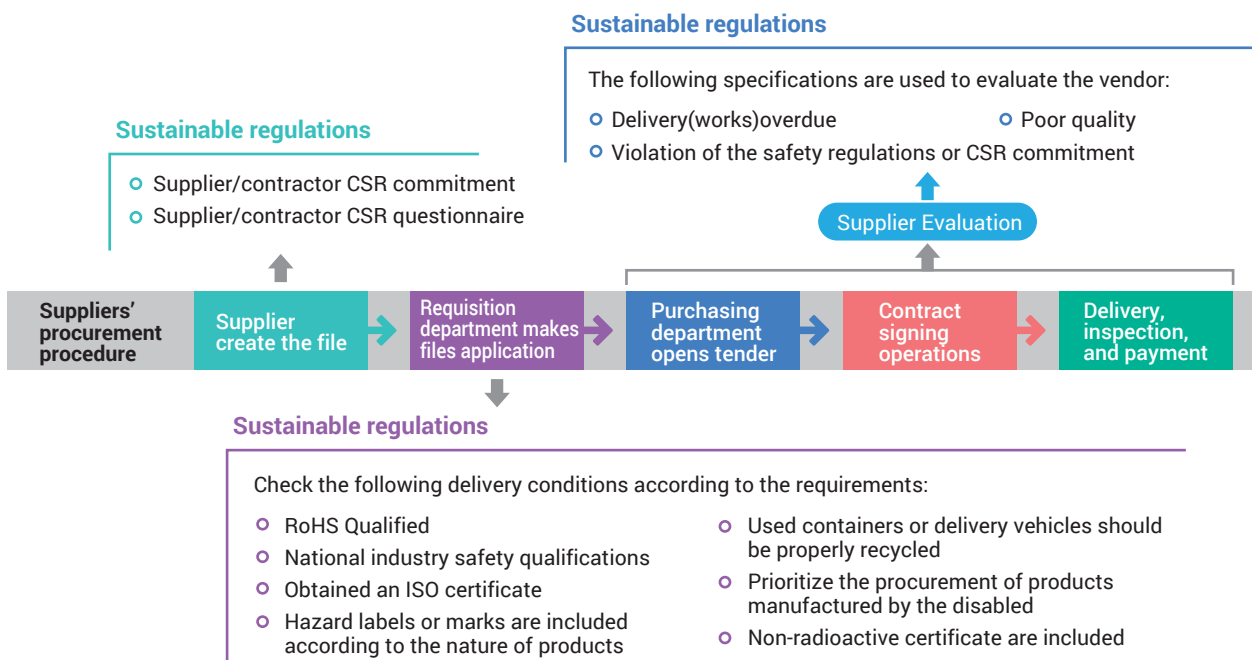 Sustainable regulations
The following specifications are used to evaluate the vendor:
Delivery(works)overdue
Poor quality
Violation of the safety regulations or CSR commitment
Supplier Evaluation
Sustainable regulations
Supplier/contractor CSR commitment
Supplier/contractor CSR questionnaire
Suppliers'
procurement
procedure
Supplier
create the file
Requisition
department makes
files application
Purchasing
department
opens tender
Contract
signing
operations
Delivery,
inspection,
and payment
Sustainable regulations
Check the following delivery conditions according to the requirements:
RoHS Qualified
National industry safety qualifications
Obtained an ISO certificate
Hazard labels or marks are included
according to the nature of products
Used containers or delivery vehicles should
be properly recycled
Prioritize the procurement of products
manufactured by the disabled
Non-radioactive certificate are included